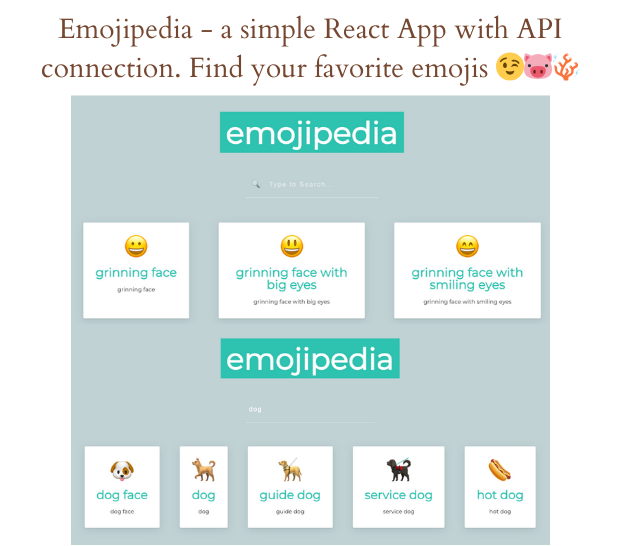 Emojipedia - a simple React App with API
connection. Find your favorite emojis 😉🐷🪸
emojipedia
🔍 Type to Search...
grinning face
grinning face
grinning face with
big eyes
grinning face with big eyes
grinning face with
smiling eyes
grinning face with smiling eyes
emojipedia
dog
dog face
dog face
dog
dog
guide dog
guide dog
service dog
service dog
hot dog
hot dog